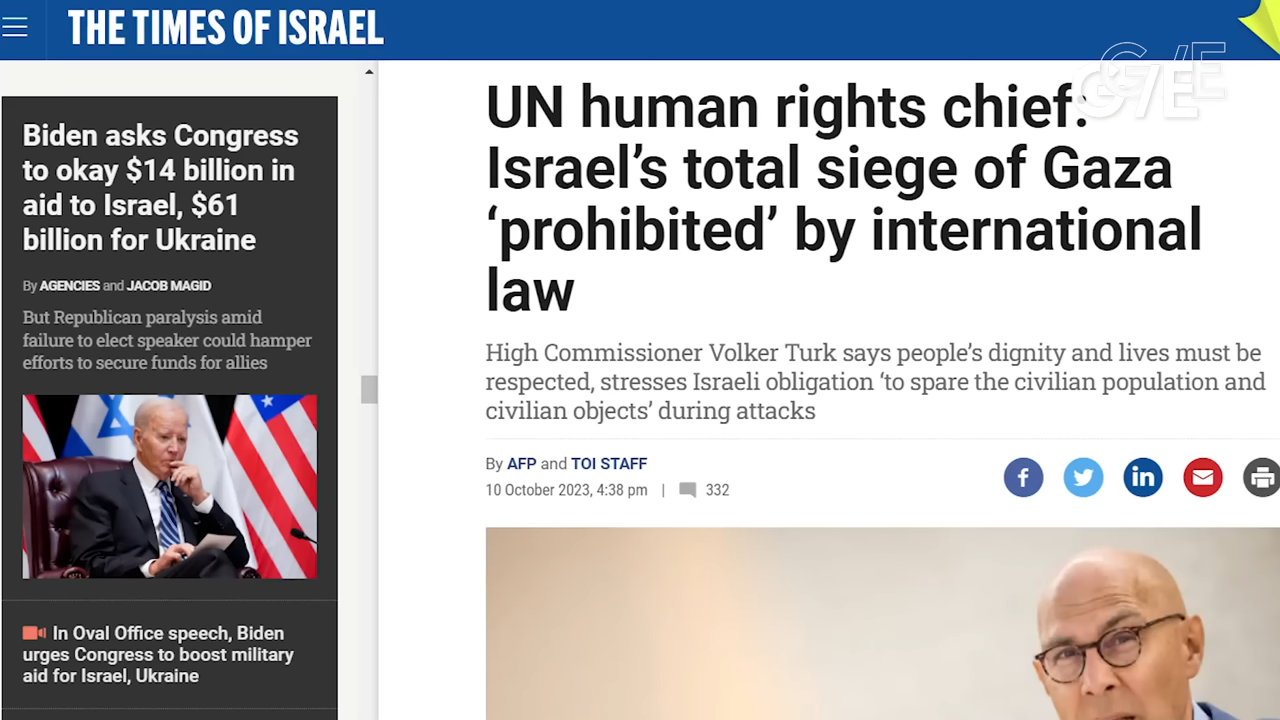 THE TIMES OF ISRAEL
Biden asks Congress
to okay $14 billion in
aid to Israel, $61
billion for Ukraine
By AGENCIES and JACOB MAGID
But Republican paralysis amid
failure to elect speaker could hamper
efforts to secure funds for allies
In Oval Office speech, Biden
urges Congress to boost military
aid for Israel, Ukraine
UN human rights chief:
Israel’s total siege of Gaza
‘prohibited’ by international
law
High Commissioner Volker Turk says people’s dignity and lives must be
respected, stresses Israeli obligation ‘to spare the civilian population and
civilian objects’ during attacks
By AFP and TOI STAFF
10 October 2023, 4:38 pm | 332
f
in